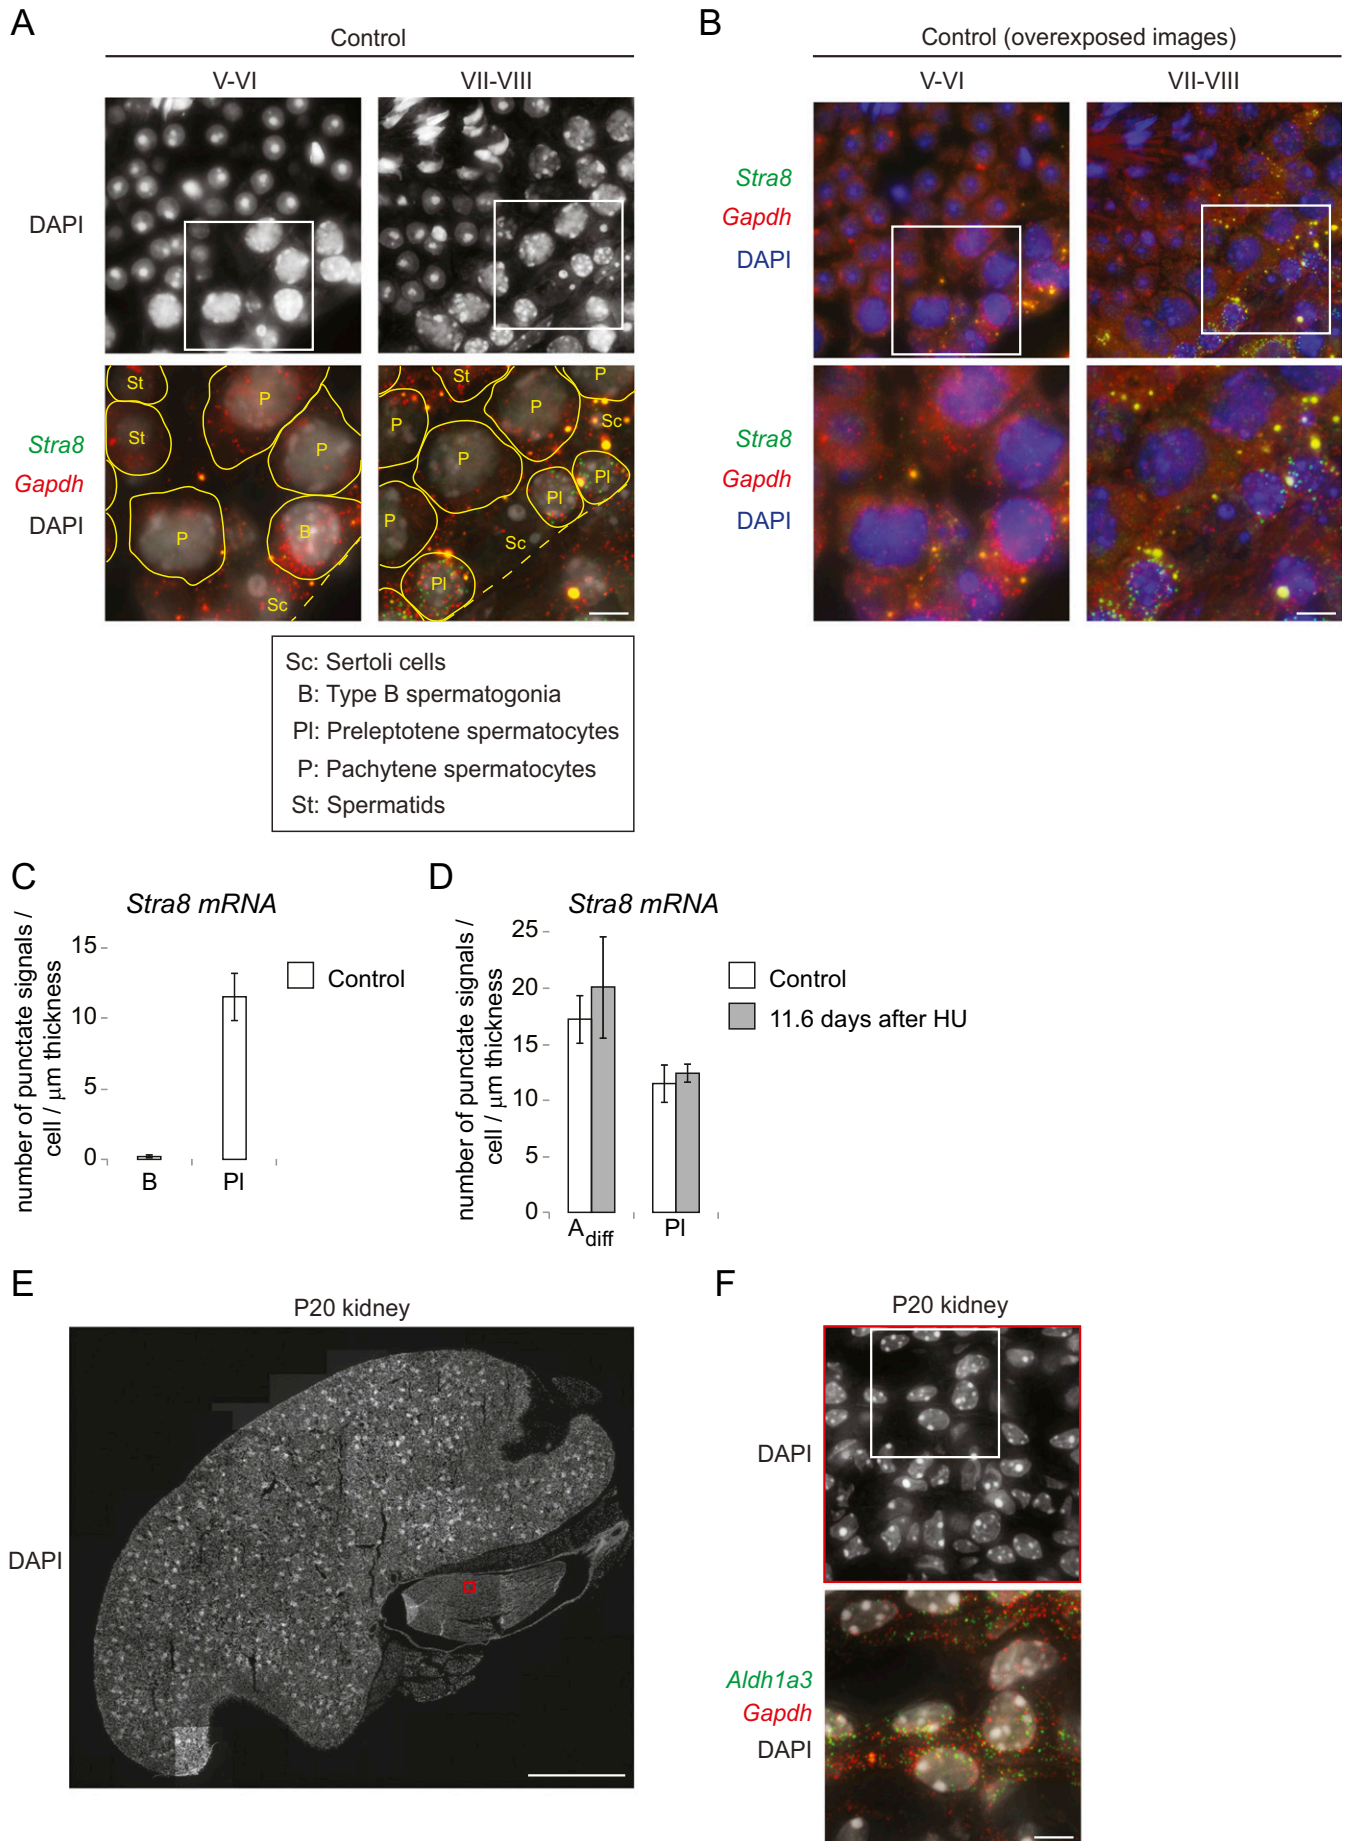 A
Control
V-VI
VII-VIII
DAPI
Stra8
Gapdh
DAPI
St
St
P
P
P
B
Sc
St
P
P
Sc
P
Pl
Pl
P
Sc
Pl
Sc: Sertoli cells
B: Type B spermatogonia
Pl: Preleptotene spermatocytes
P: Pachytene spermatocytes
St: Spermatids
B
Control (overexposed images)
V-VI
VII-VIII
Stra8
Gapdh
DAPI
Stra8
Gapdh
DAPI
C
Stra8 mRNA
number of punctate signals /
cell / μm thickness
15
10
5
0
B
Pl
Control
D
Stra8 mRNA
number of punctate signals /
cell / μm thickness
25
20
15
10
5
0
A diff
Pl
Control
11.6 days after HU
E
P20 kidney
DAPI
F
P20 kidney
DAPI
Aldh1a3
Gapdh
DAPI